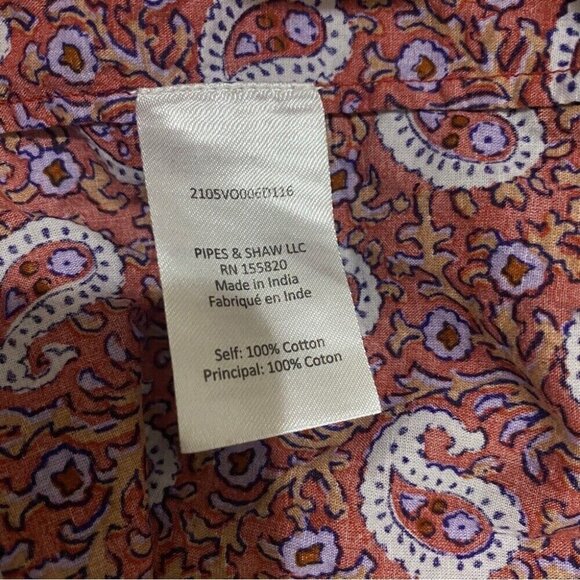 2105VO006D116
PIPES & SHAW LLC
RN 155820
Made in India
Fabriqué en Inde
Self: 100% Cotton
Principal: 100% Coton